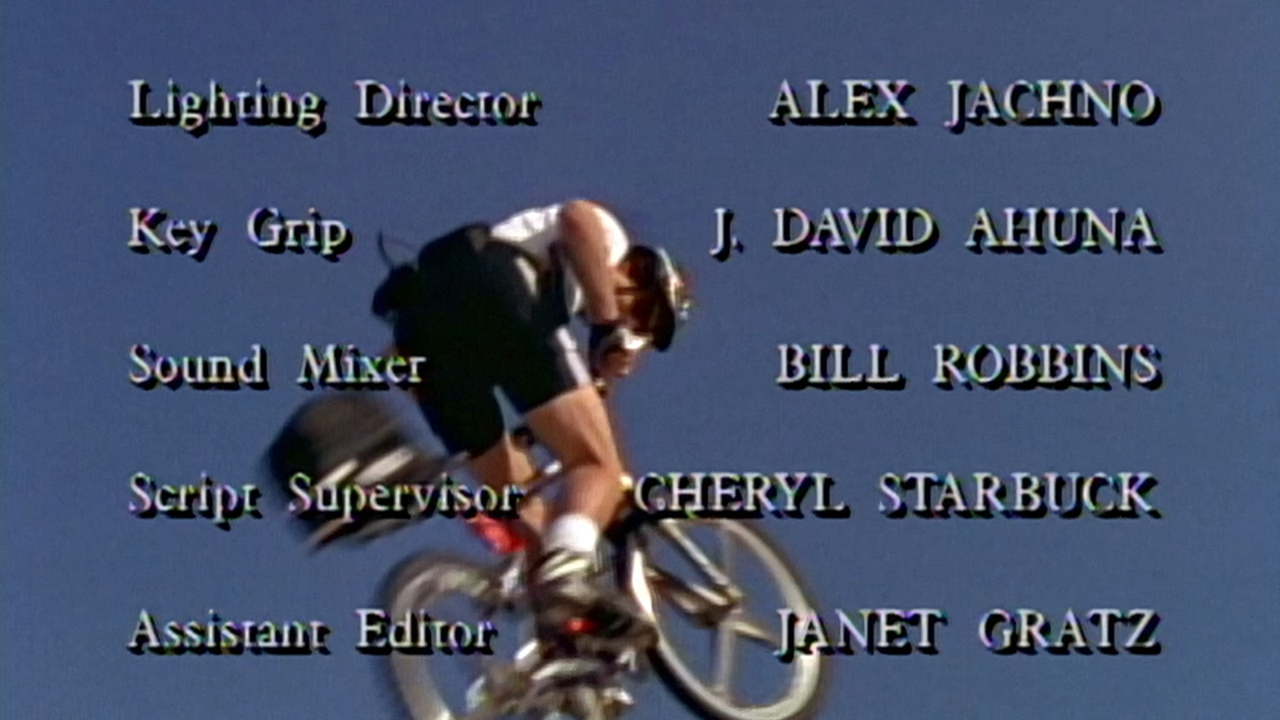 Lighting Director ALEX JACHNO
Key Grip J. DAVID AHUNA
Sound Mixer BILL ROBBINS
Script Supervisor CHERYL STARBUCK
Assistant Editor JANET GRATZ